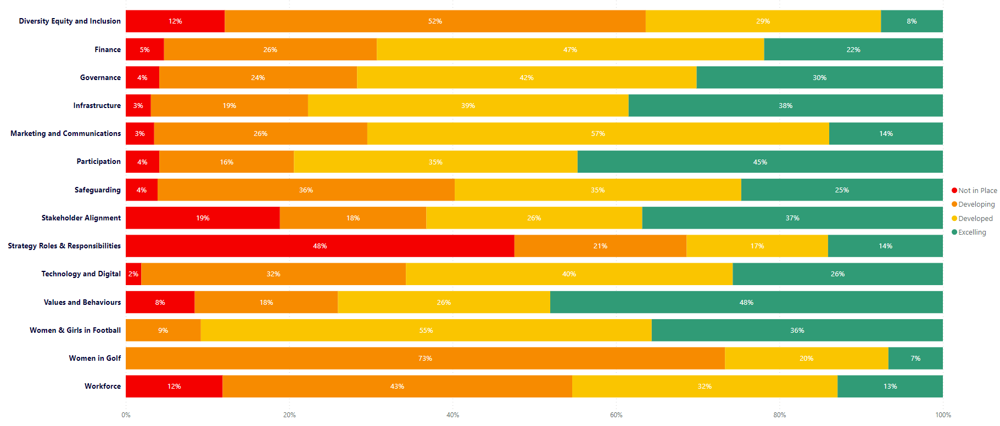 Diversity Equity and Inclusion 12% 52% 29% 8%
Finance 5% 26% 47% 22%
Governance 4% 24% 42% 30%
Infrastructure 3% 19% 39% 38%
Marketing and Communications 3% 26% 57% 14%
Participation 4% 16% 35% 45%
Safeguarding 4% 36% 35% 25%
Stakeholder Alignment 19% 18% 26% 37%
Strategy Roles & Responsibilities 48% 21% 17% 14%
Technology and Digital 2% 32% 40% 26%
Values and Behaviours 8% 18% 26% 48%
Women & Girls in Football 9% 55% 36%
Women in Golf 73% 20% 7%
Workforce 12% 43% 32% 13%
0% 20% 40% 60% 80% 100%
Not in Place
Developing
Developed
Excelling